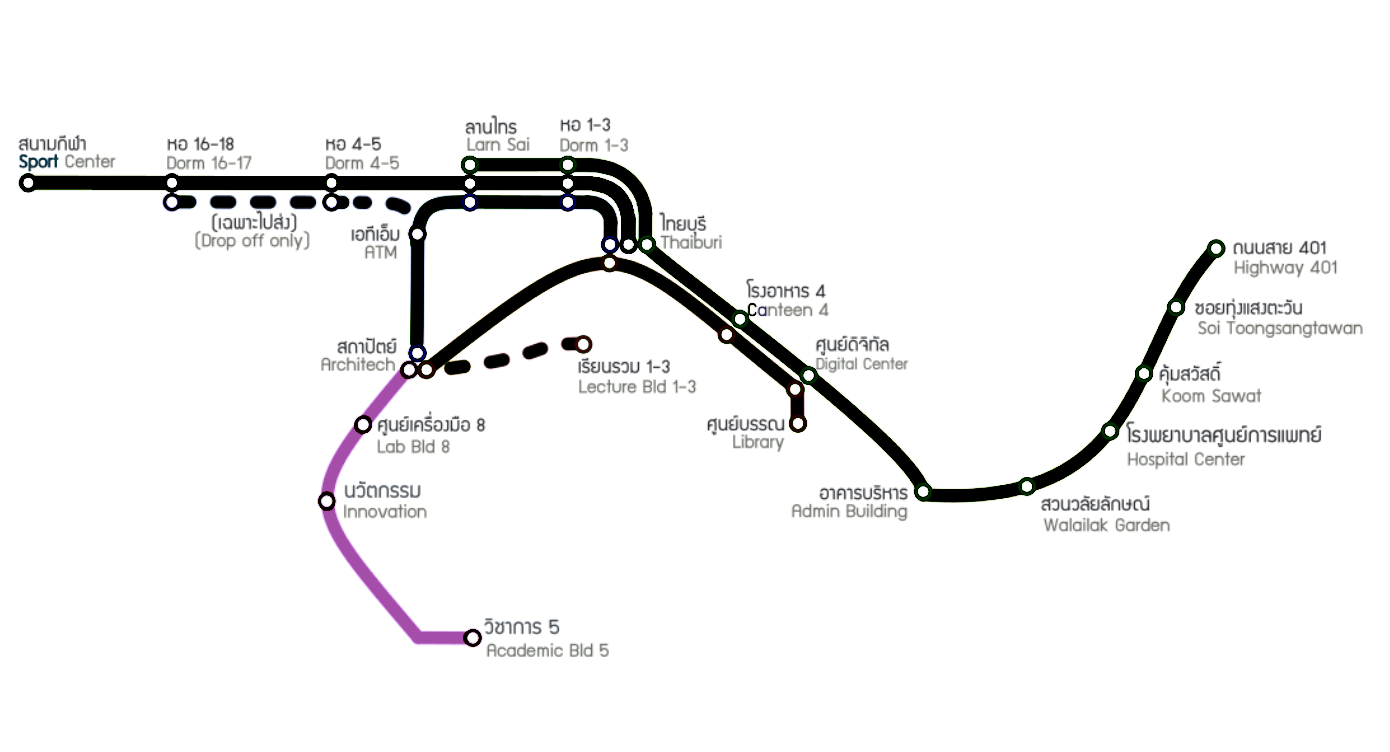 สนามกีฬา
Sport Center
หอ 16-18
Dorm 16-17
หอ 4-5
Dorm 4-5
ลานไทร
Larn Sai
หอ 1-3
Dorm 1-3
(เฉพาะไปส่ง)
(Drop off only)
เอทีเอ็ม
ATM
ไทยบุรี
Thaiburi
โรงอาหาร 4
Canteen 4
ศูนย์ดิจิทัล
Digital Center
สถาปัตย์
Architech
เรียนรวม 1-3
Lecture Bld 1-3
ศูนย์บรรณ
Library
ศูนย์เครื่องมือ 8
Lab Bld 8
นวัตกรรม
Innovation
วิชาการ 5
Academic Bld 5
อาคารบริหาร
Admin Building
สวนวลัยลักษณ์
Walailak Garden
โรงพยาบาลศูนย์การแพทย์
Hospital Center
คุ้มสวัสดิ์
Koom Sawat
ซอยทุ่งแสงตะวัน
Soi Toongsangtawan
ถนนสาย 401
Highway 401